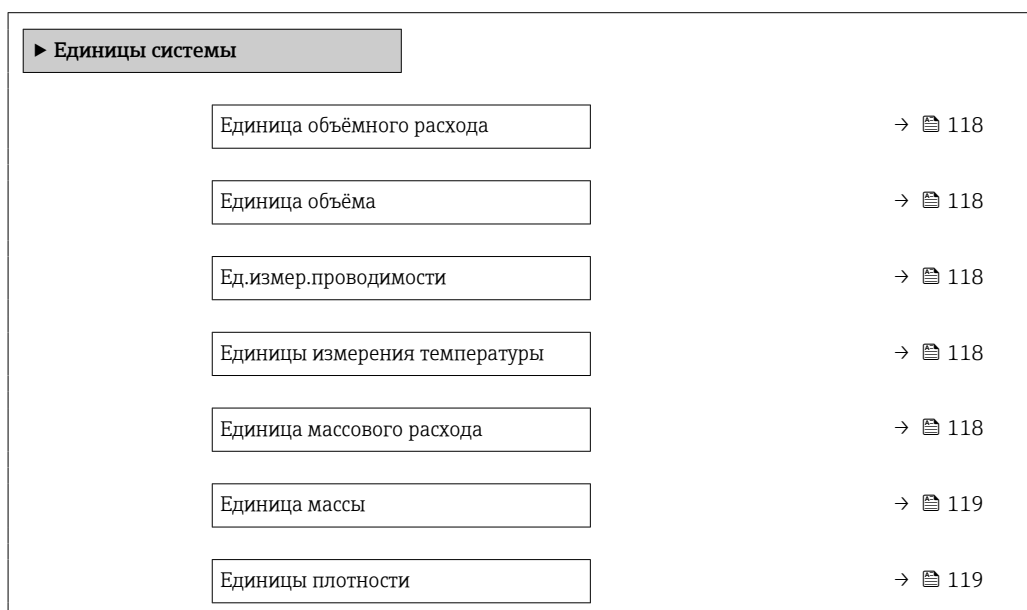 ▶ Единицы системы
Единица объёмного расхода → 118
Единица объёма → 118
Ед.измер.проводимости → 118
Единицы измерения температуры → 118
Единица массового расхода → 118
Единица массы → 119
Единицы плотности → 119